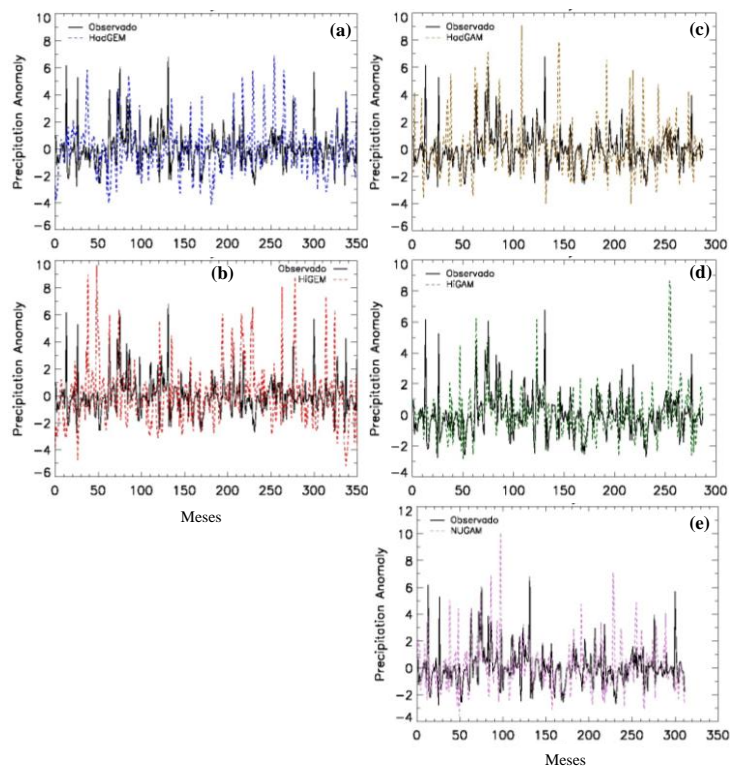 (a)
Observado
HadGEM
Precipitation Anomaly
8
6
4
2
0
-2
-4
-6
0 50 100 150 200 250 300 350
(c)
Observado
HadGAM
Precipitation Anomaly
10
8
6
4
2
0
-2
-4
-6
0 50 100 150 200 250 300
(b)
Observado
HiGEM
Precipitation Anomaly
10
8
6
4
2
0
-2
-4
-6
0 50 100 150 200 250 300 350
Meses
(d)
Observado
HiGAM
Precipitation Anomaly
10
8
6
4
2
0
-2
-4
0 50 100 150 200 250 300
(e)
Observado
NUGAM
Precipitation Anomaly
12
10
8
6
4
2
0
-2
-4
0 50 100 150 200 250 300 350
Meses